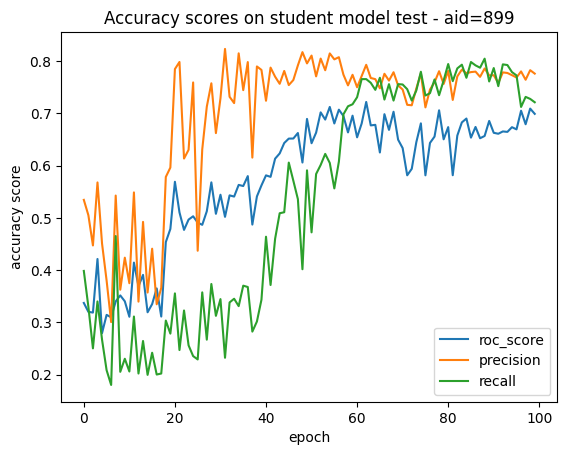 Accuracy scores on student model test - aid=899
accuracy score
0.8
0.7
0.6
0.5
0.4
0.3
0.2
roc_score
precision
recall
0 20 40 60 80 100
epoch